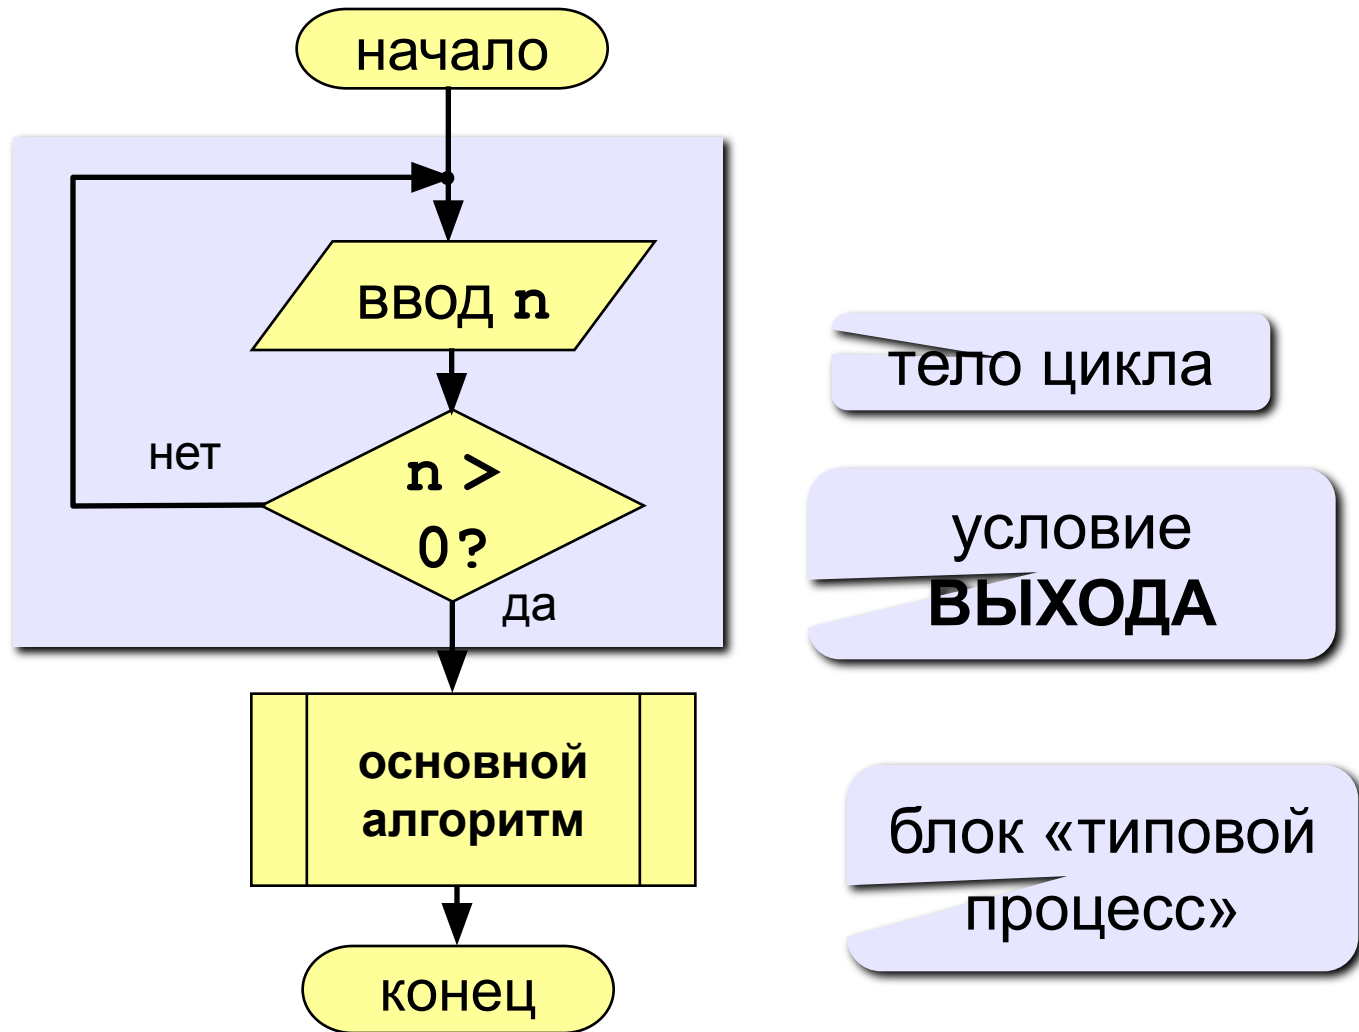 начало
ввод n
тело цикла
нет
n >
0?
условие
ВЫХОДА
да
основной
алгоритм
блок «типовой
процесс»
конец